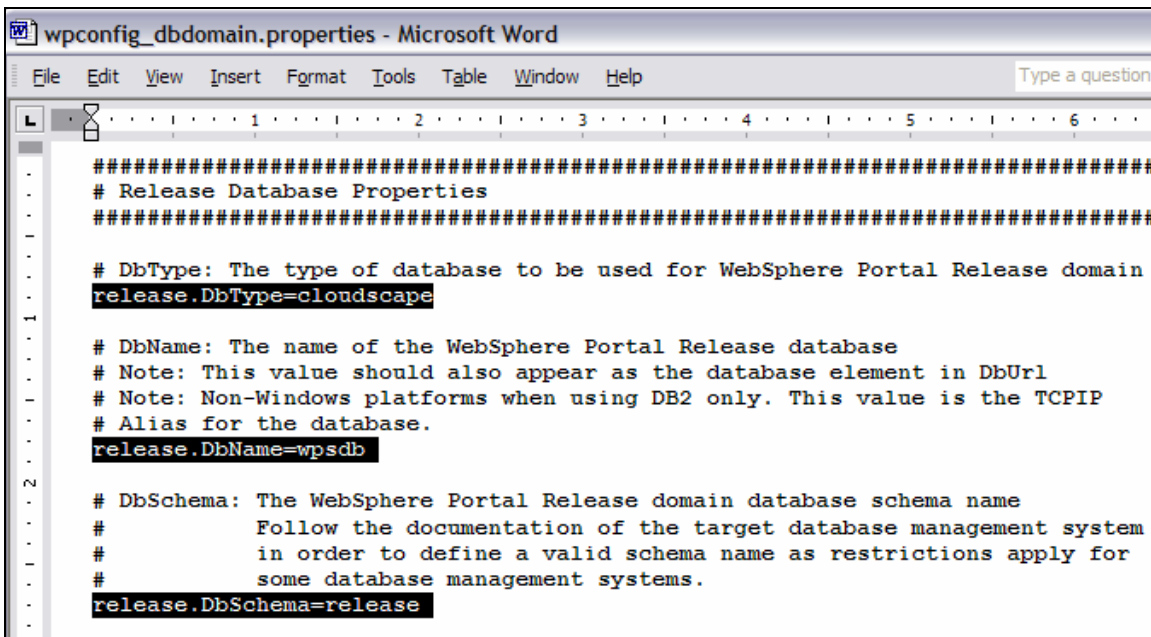 wpconfig_dbdomain.properties - Microsoft Word
File Edit View Insert Format Tools Table Window Help Type a question
1 2 3 4 5 6
################################################################################
# Release Database Properties
################################################################################
# DbType: The type of database to be used for WebSphere Portal Release domain
release.DbType=cloudscape
# DbName: The name of the WebSphere Portal Release database
# Note: This value should also appear as the database element in DbUrl
# Note: Non-Windows platforms when using DB2 only. This value is the TCPIP
# Alias for the database.
release.DbName=wpsdb
# DbSchema: The WebSphere Portal Release domain database schema name
#           Follow the documentation of the target database management system
#           in order to define a valid schema name as restrictions apply for
#           some database management systems.
release.DbSchema=release
1
2